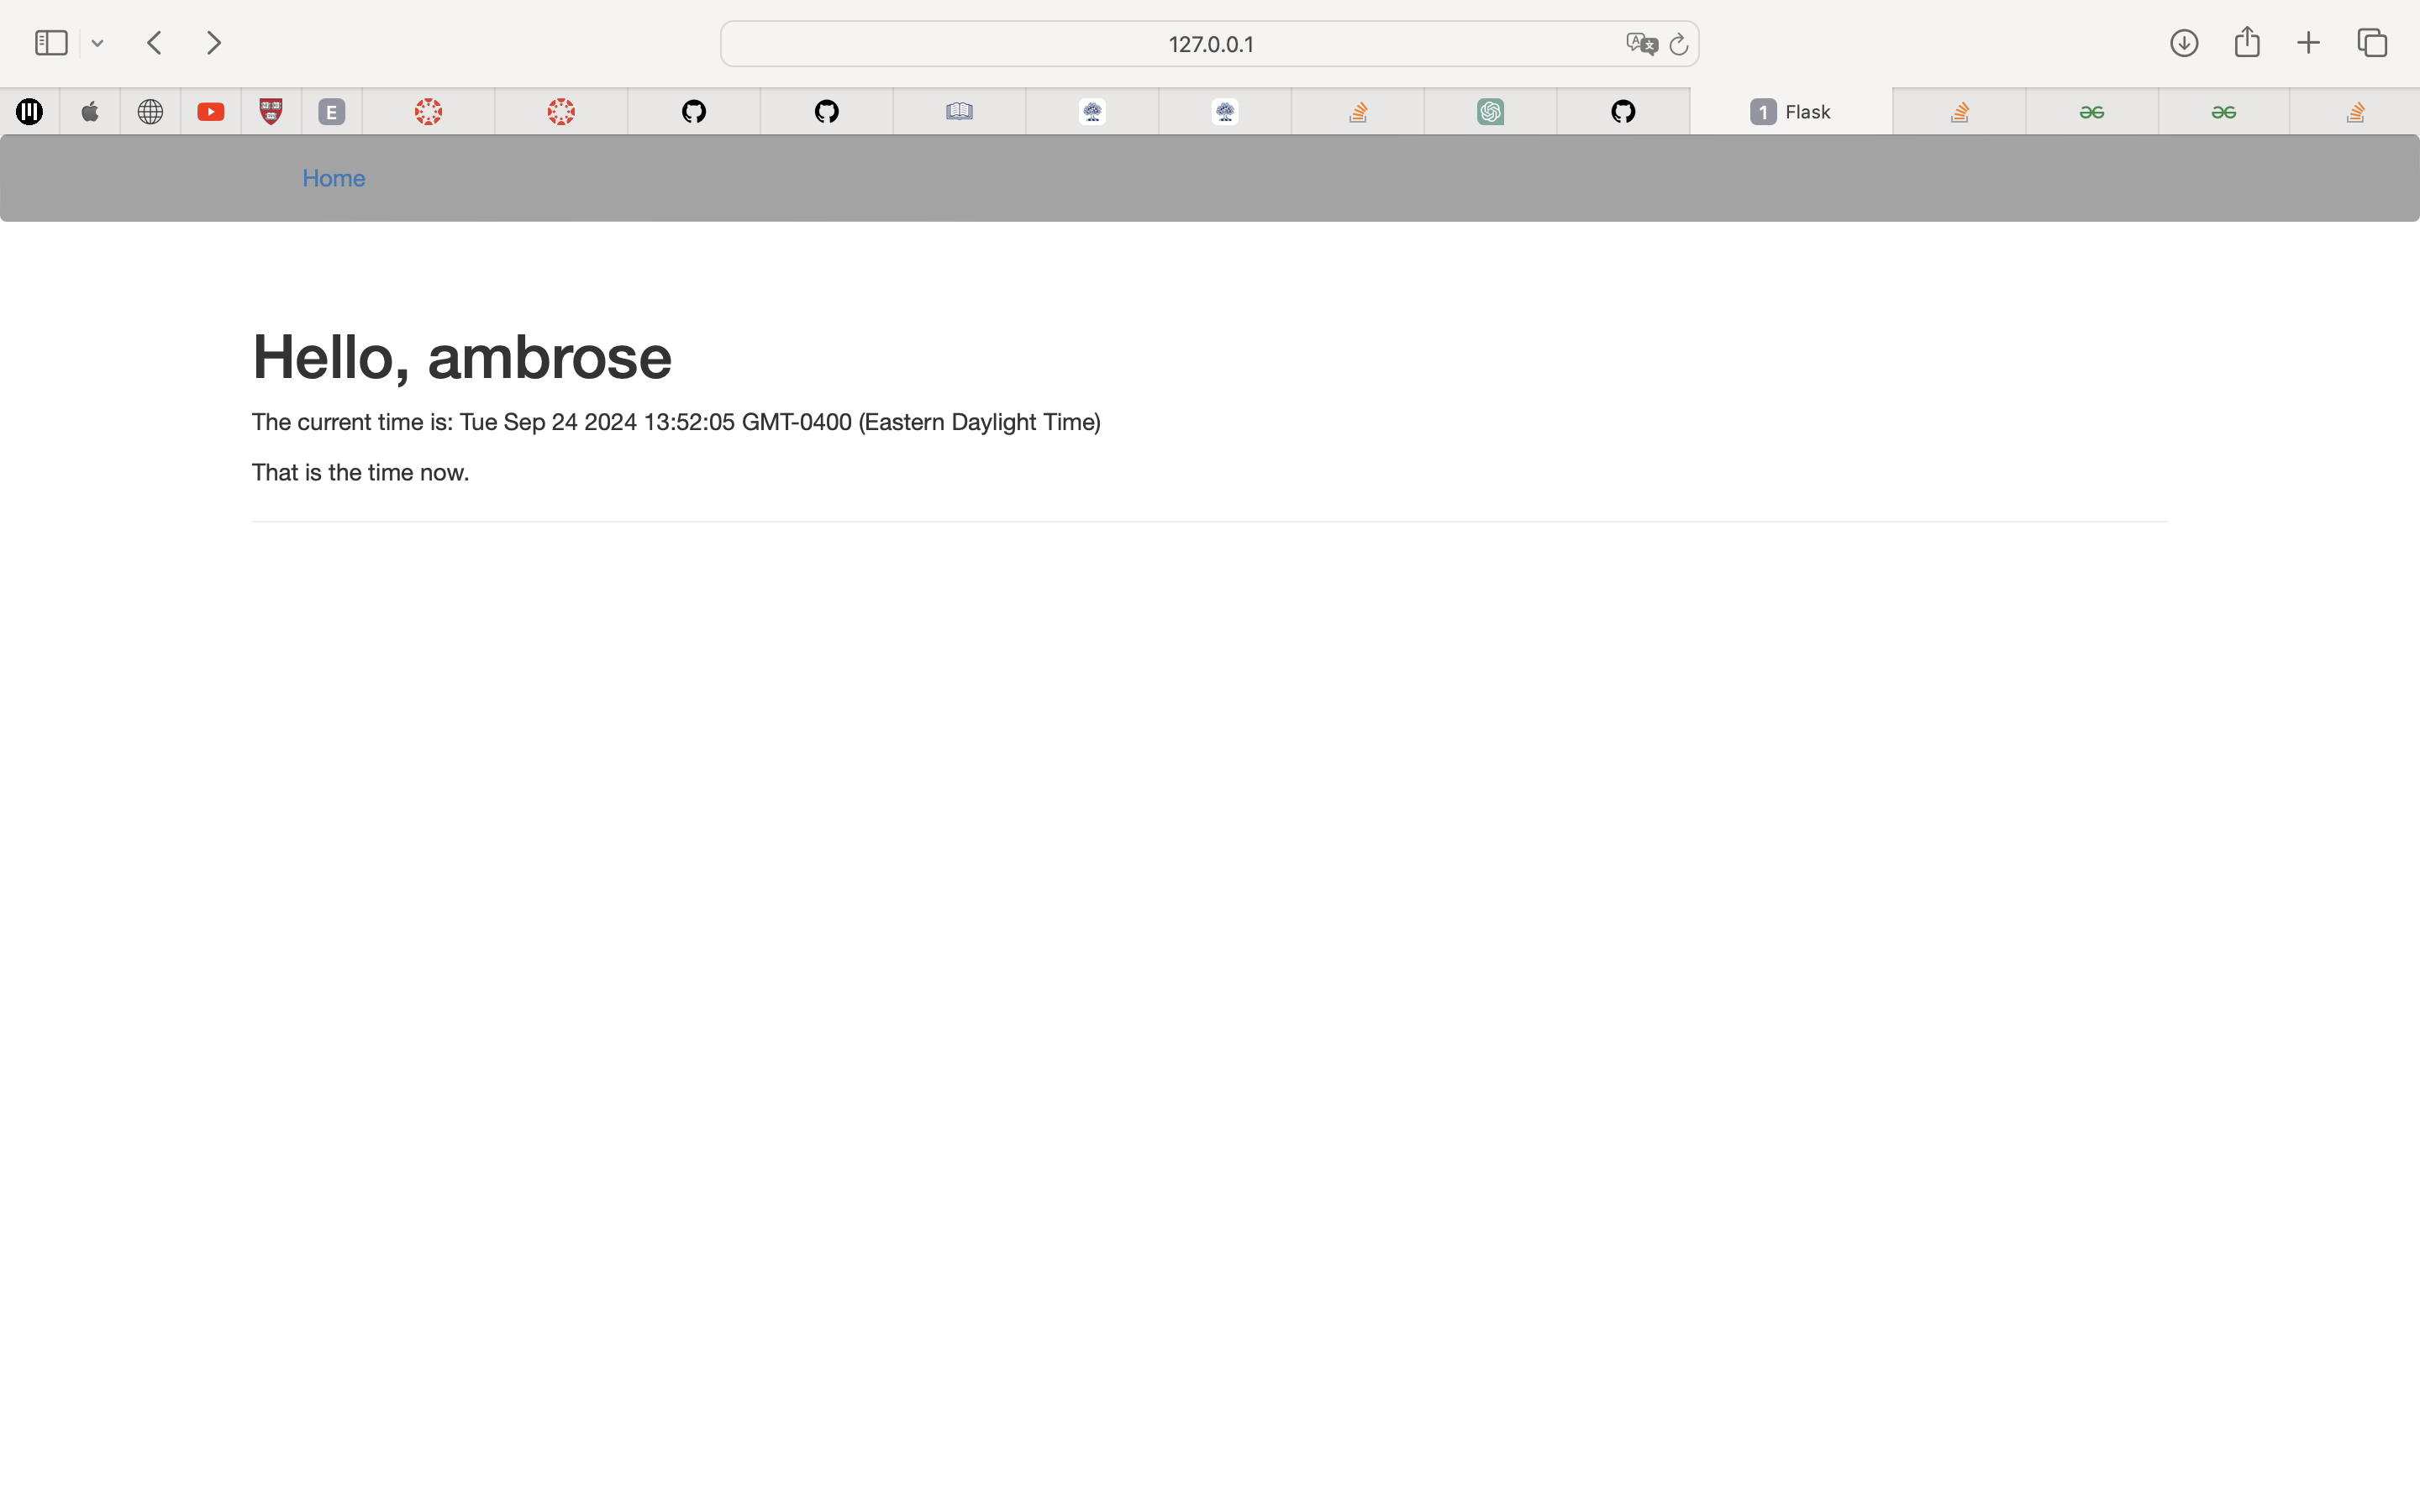 127.0.0.1
E
1 Flask
Home
Hello, ambrose
The current time is: Tue Sep 24 2024 13:52:05 GMT-0400 (Eastern Daylight Time)
That is the time now.